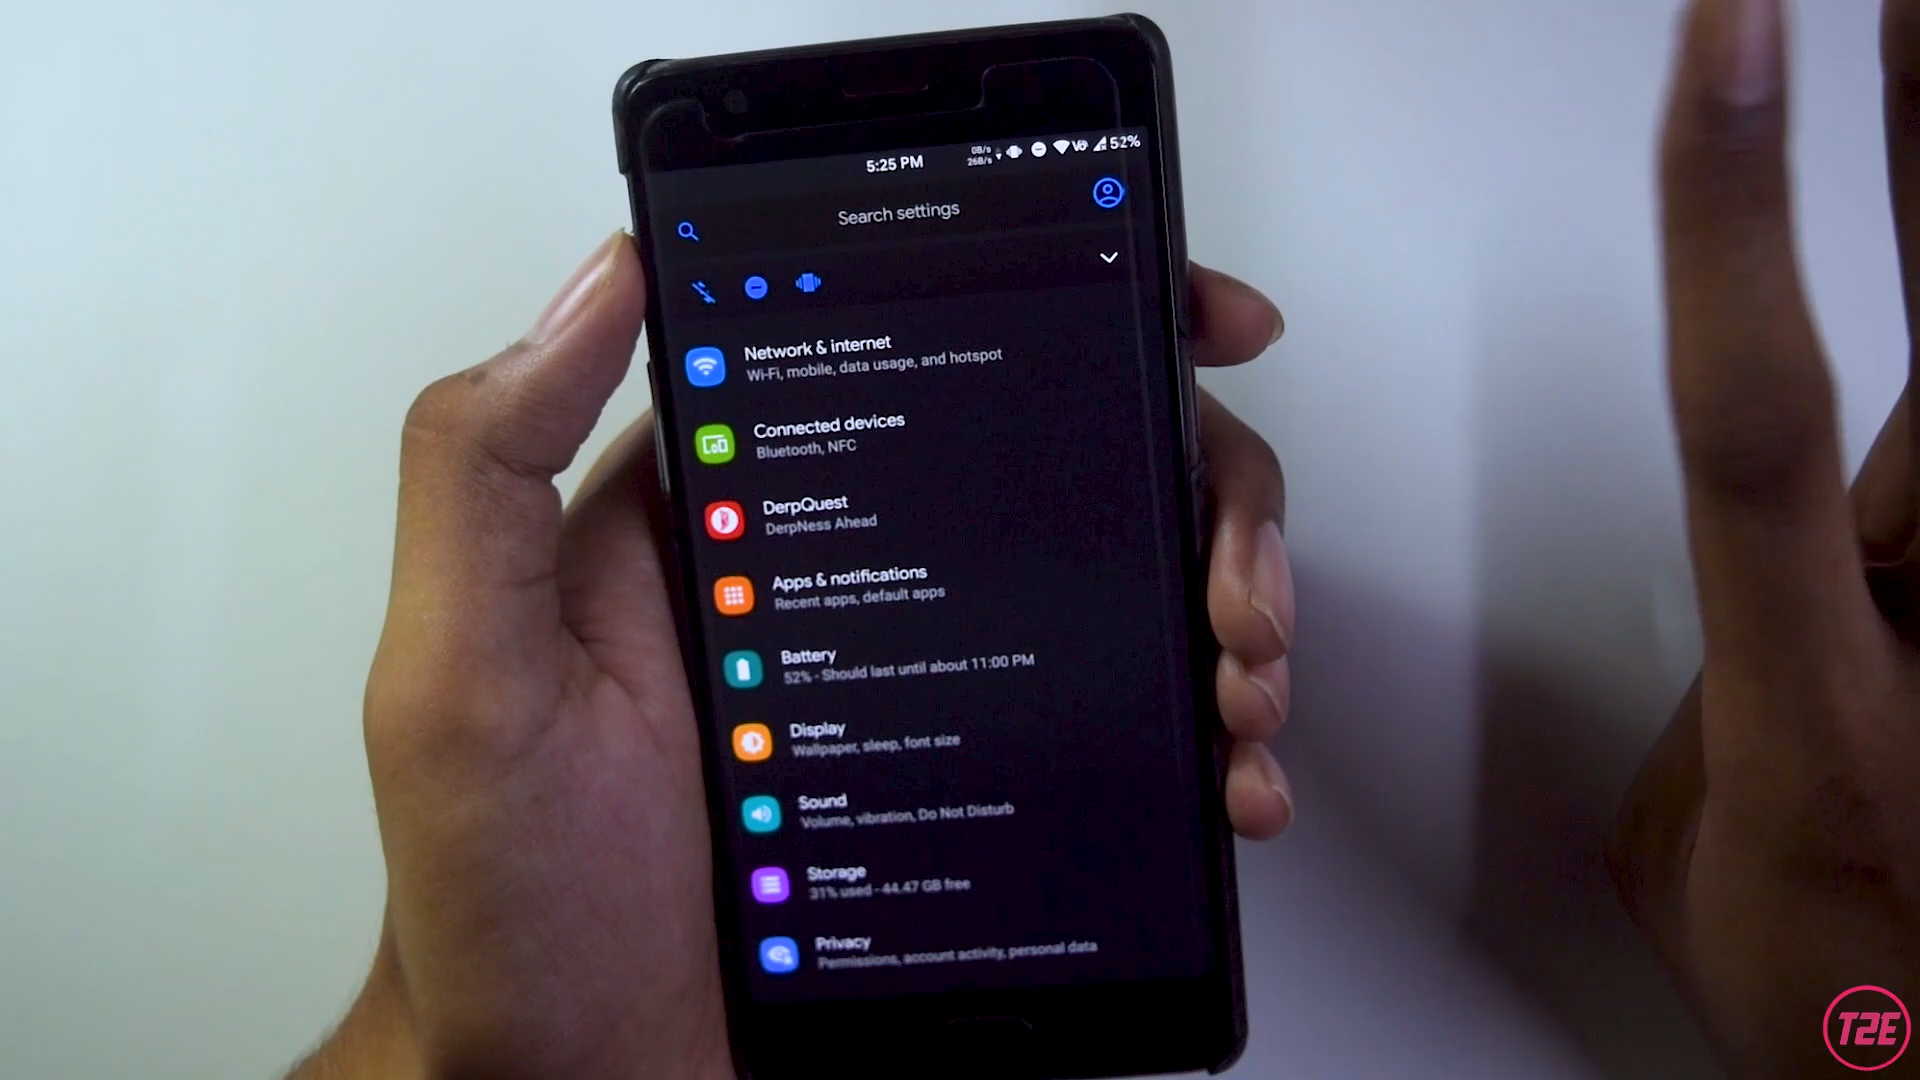 5:25 PM
0B/s
26B/s
52%
Search settings
Network & internet
Wi-Fi, mobile, data usage, and hotspot
Connected devices
Bluetooth, NFC
DerpQuest
DerpNess Ahead
Apps & notifications
Recent apps, default apps
Battery
52% - Should last until about 11:00 PM
Display
Wallpaper, sleep, font size
Sound
Volume, vibration, Do Not Disturb
Storage
31% used - 44.47 GB free
Privacy
Permissions, account activity, personal data
T2E